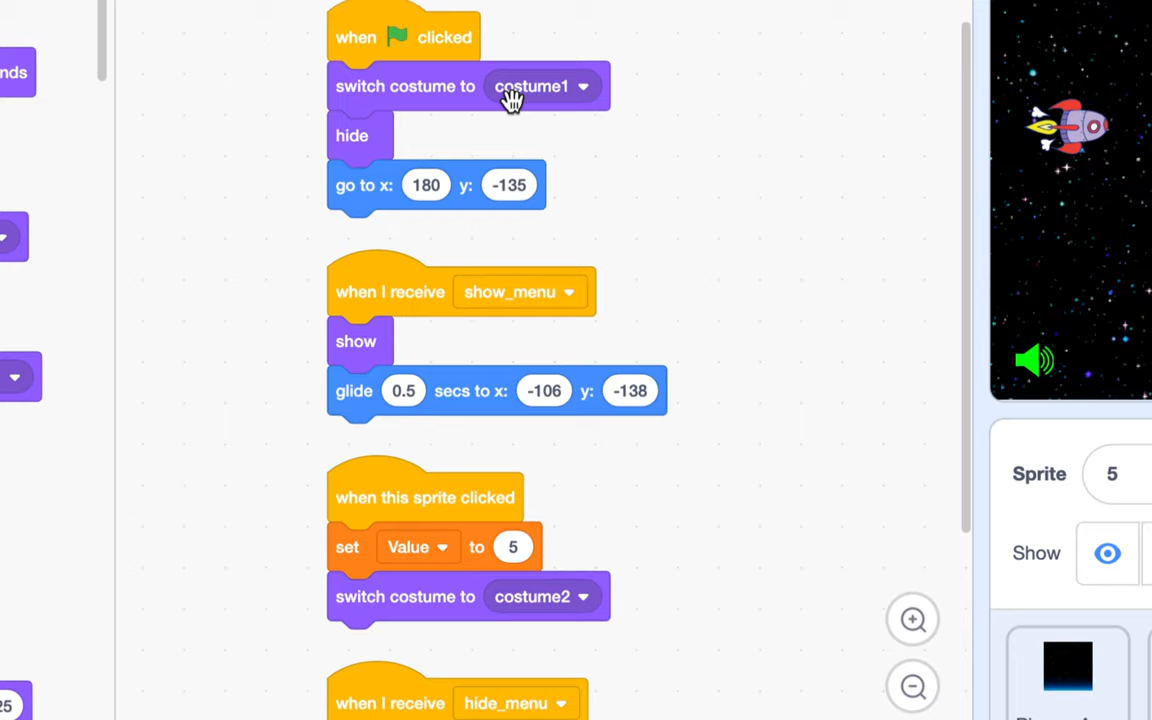 when clicked
nds
switch costume to costume1
hide
go to x: 180 y: -135
when I receive show_menu
show
glide 0.5 secs to x: -106 y: -138
Sprite 5
when this sprite clicked
set Value to 5
Show
switch costume to costume2
when I receive hide_menu
25